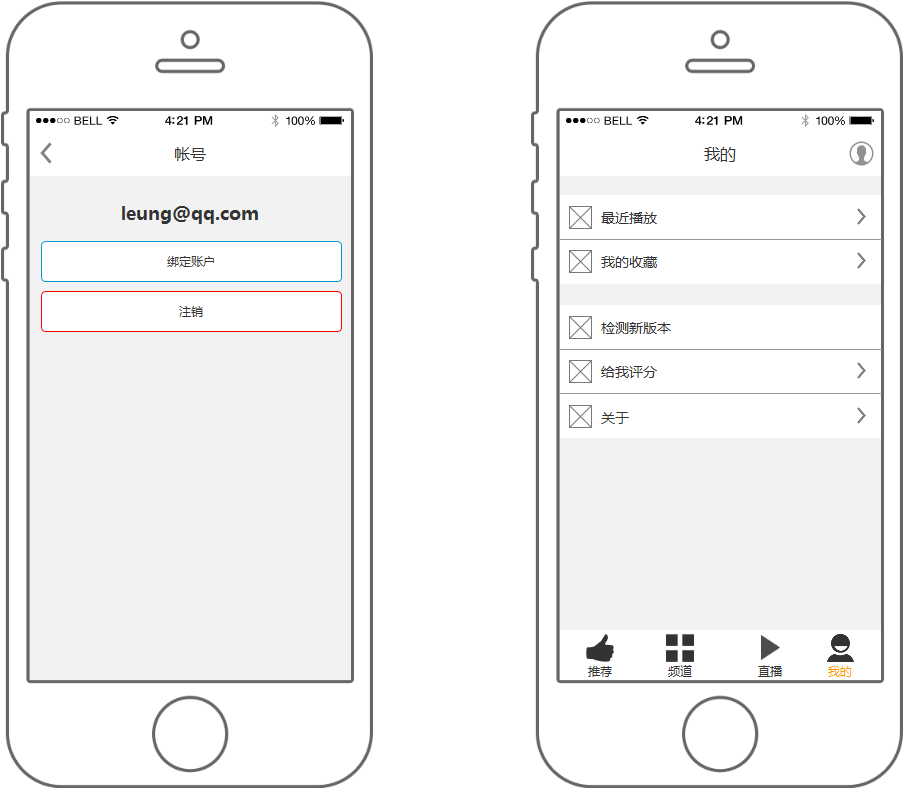 BELL 4:21 PM 100%
帐号
leung@qq.com
绑定账户
注销
BELL 4:21 PM 100%
我的
最近播放
我的收藏
检测新版本
给我评分
关于
推荐 频道 直播 我的